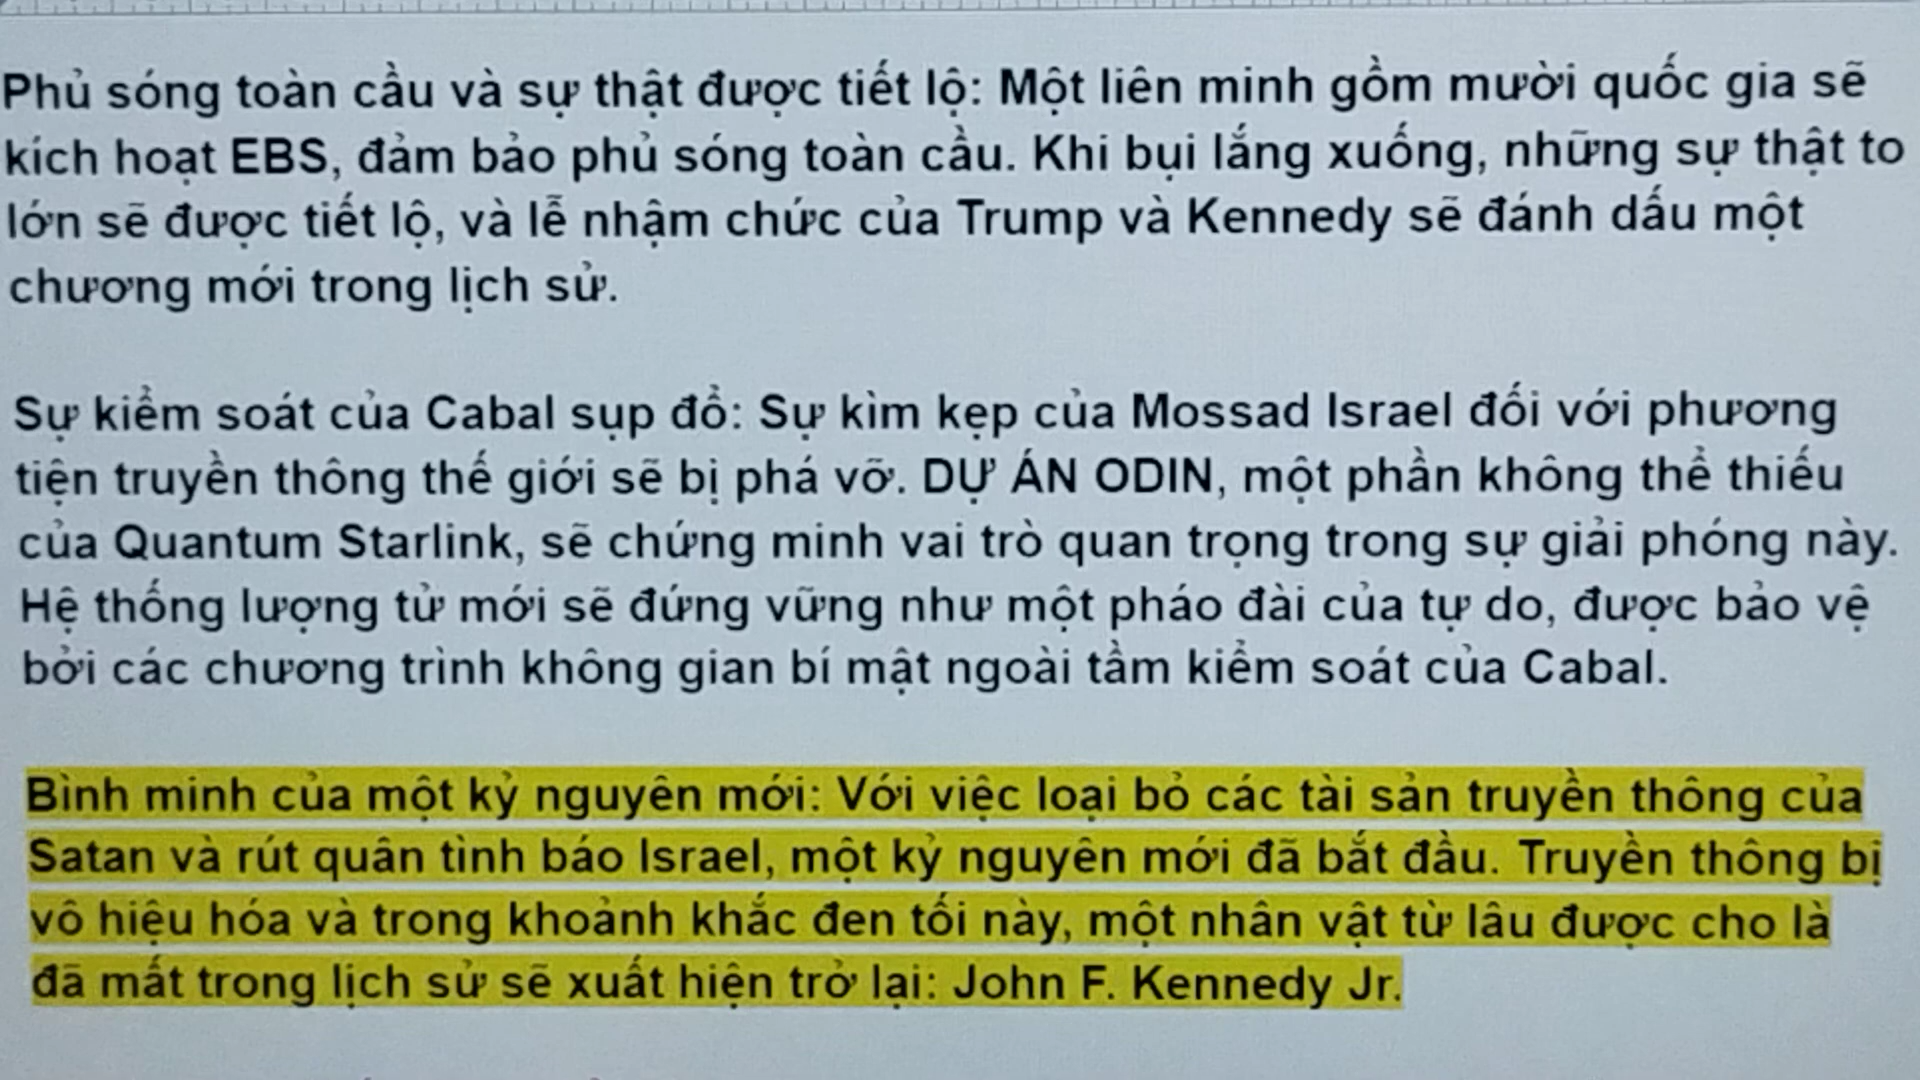 Phủ sóng toàn cầu và sự thật được tiết lộ: Một liên minh gồm mười quốc gia sẽ
kích hoạt EBS, đảm bảo phủ sóng toàn cầu. Khi bụi lắng xuống, những sự thật to
lớn sẽ được tiết lộ, và lễ nhậm chức của Trump và Kennedy sẽ đánh dấu một
chương mới trong lịch sử.
Sự kiểm soát của Cabal sụp đổ: Sự kìm kẹp của Mossad Israel đối với phương
tiện truyền thông thế giới sẽ bị phá vỡ. DỰ ÁN ODIN, một phần không thể thiếu
của Quantum Starlink, sẽ chứng minh vai trò quan trọng trong sự giải phóng này.
Hệ thống lượng tử mới sẽ đứng vững như một pháo đài của tự do, được bảo vệ
bởi các chương trình không gian bí mật ngoài tầm kiểm soát của Cabal.
Bình minh của một kỷ nguyên mới: Với việc loại bỏ các tài sản truyền thông của
Satan và rút quân tình báo Israel, một kỷ nguyên mới đã bắt đầu. Truyền thông bị
vô hiệu hóa và trong khoảnh khắc đen tối này, một nhân vật từ lâu được cho là
đã mất trong lịch sử sẽ xuất hiện trở lại: John F. Kennedy Jr.